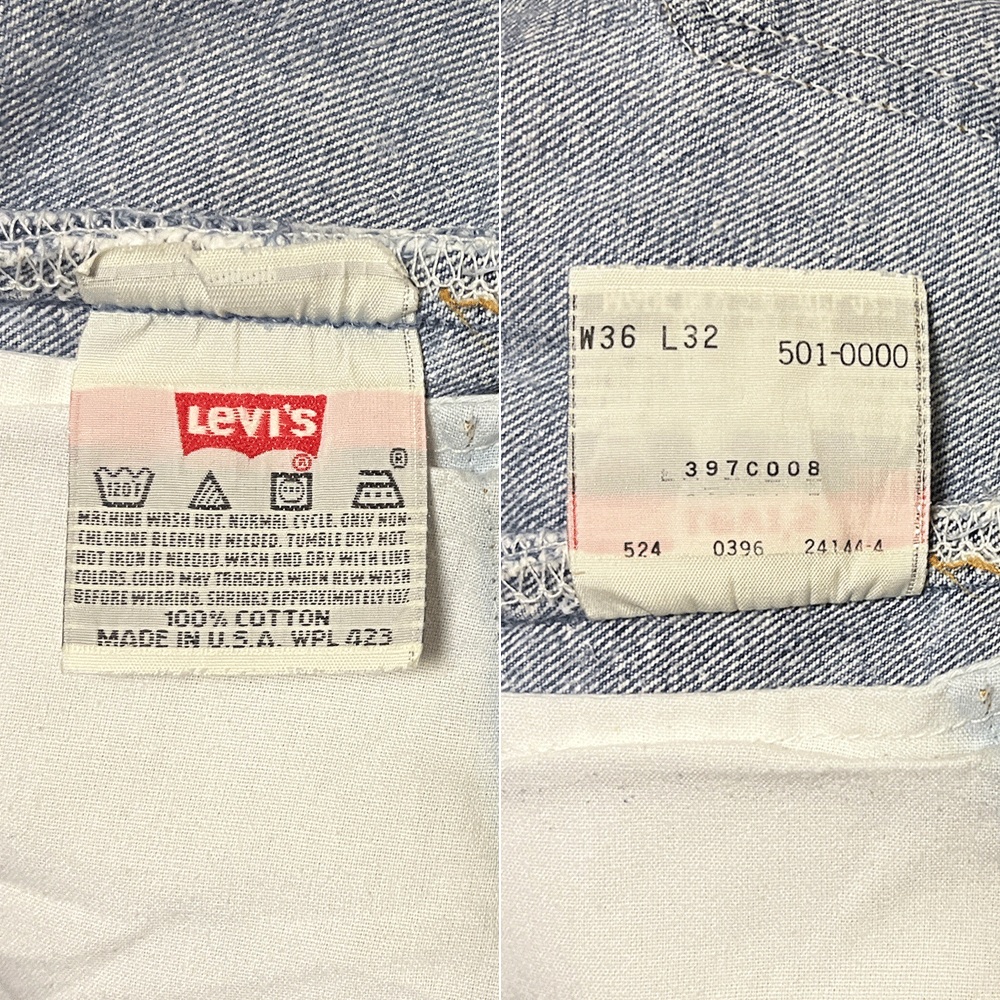 LEVI'S
®
120F
®
MACHINE WASH HOT. NORMAL CYCLE. ONLY NON-
CHLORINE BLEACH IF NEEDED. TUMBLE DRY HOT.
HOT IRON IF NEEDED. WASH AND DRY WITH LIKE
COLORS. COLOR MAY TRANSFER WHEN NEW. WASH
BEFORE WEARING. SHRINKS APPROXIMATELY 10%
100% COTTON
MADE IN U.S.A. WPL 423
W36 L32
501-0000
397C008
524 0396 24144-4